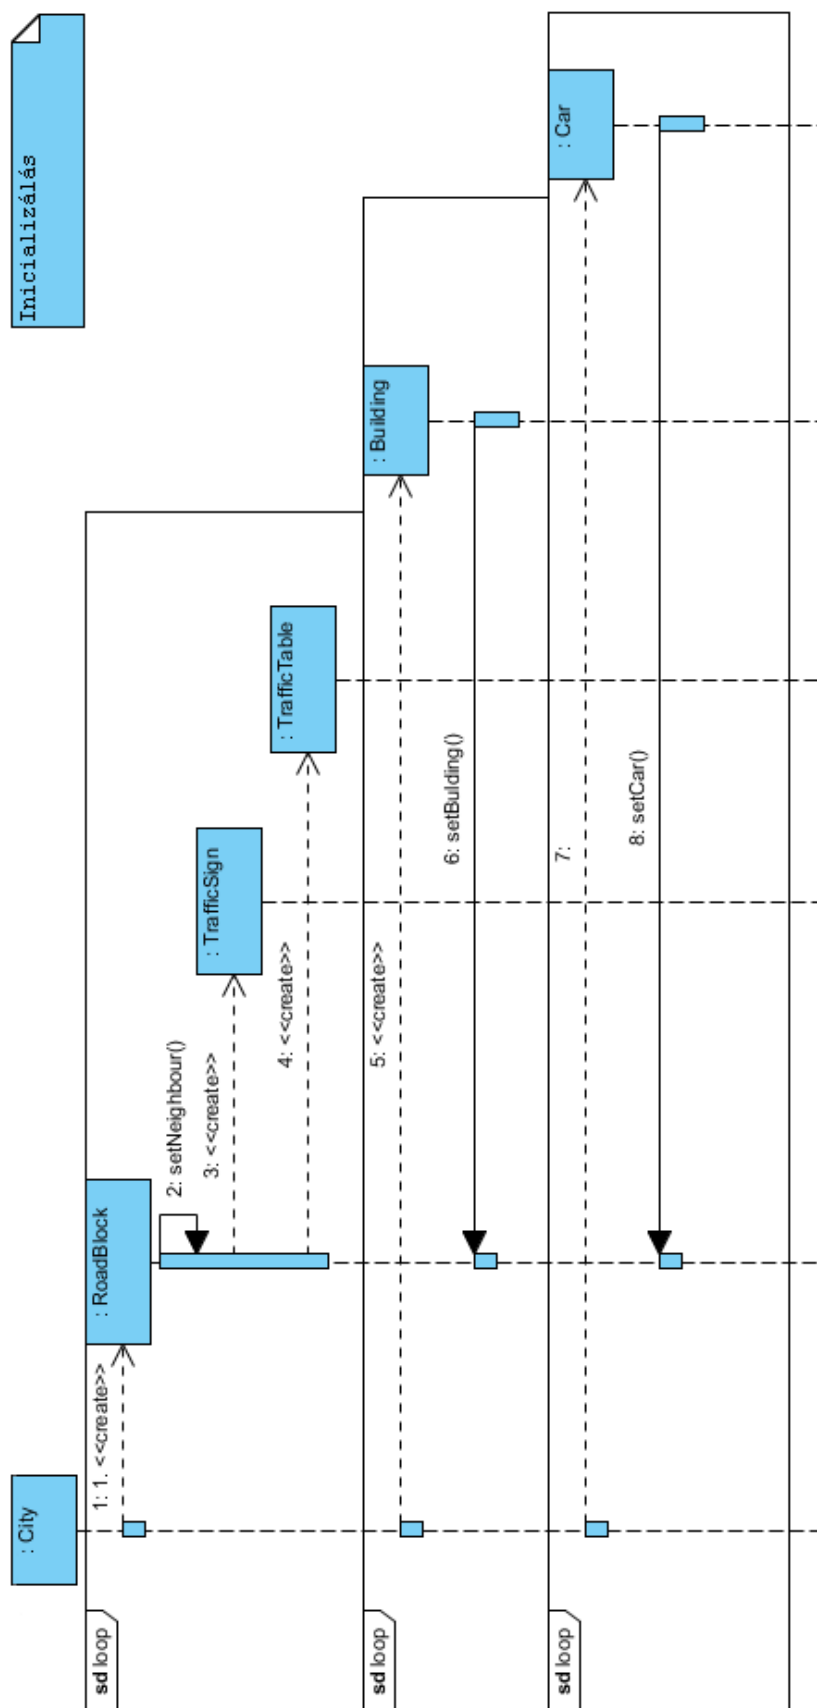 Inicializálás
: City
: RoadBlock
: TrafficSign
: TrafficTable
: Building
: Car
sd loop
1: 1. <<create>>
2: setNeighbour()
3: <<create>>
4: <<create>>
sd loop
5: <<create>>
6: setBulding()
sd loop
7:
8: setCar()